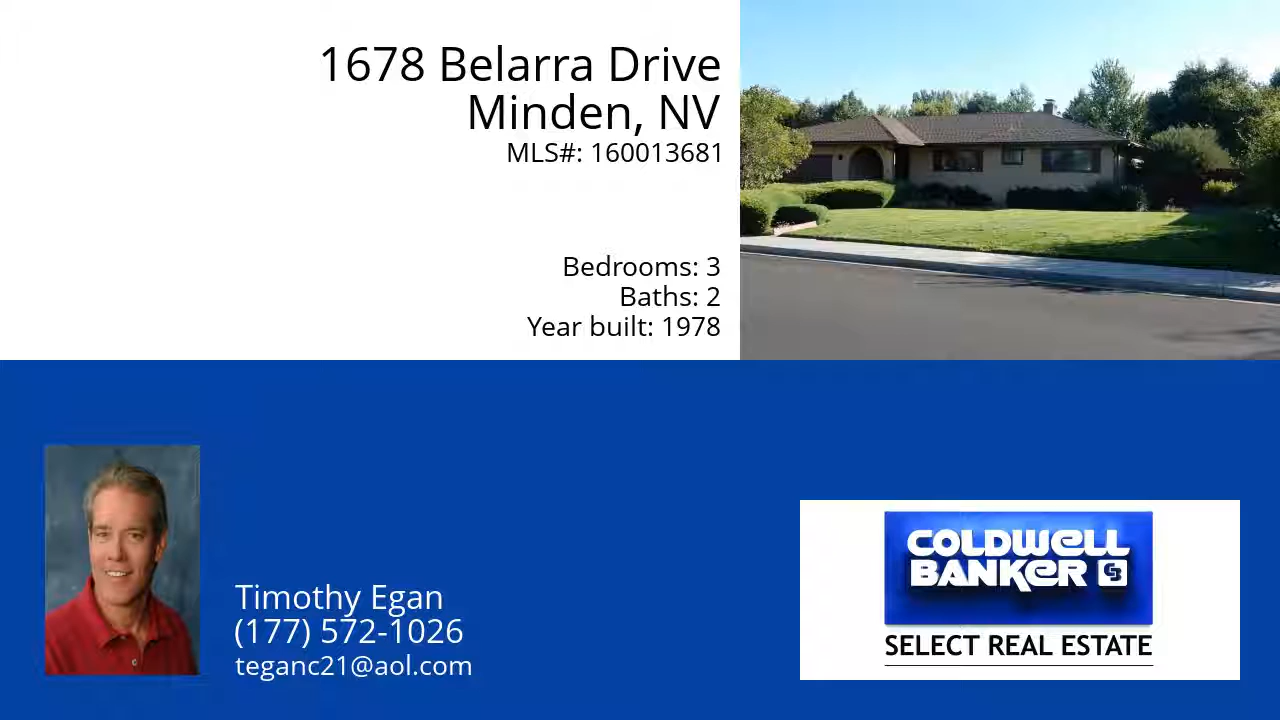 1678 Belarra Drive
Minden, NV
MLS#: 160013681
Bedrooms: 3
Baths: 2
Year built: 1978
Timothy Egan
(177) 572-1026
teganc21@aol.com
COLDWELL
BANKER CB
SELECT REAL ESTATE